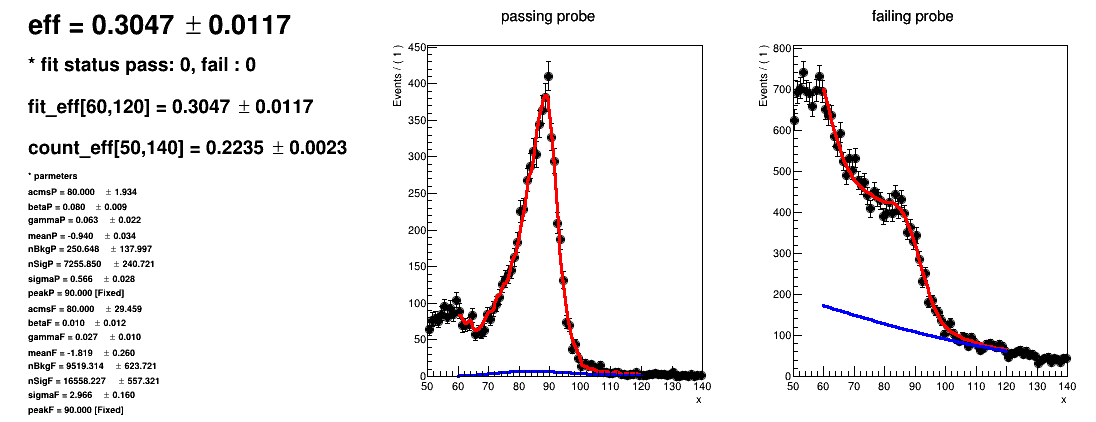 eff = 0.3047 ± 0.0117
* fit status pass: 0, fail : 0
fit_eff[60,120] = 0.3047 ± 0.0117
count_eff[50,140] = 0.2235 ± 0.0023
* parmeters
acmsP = 80.000 ± 1.934
betaP = 0.080 ± 0.009
gammaP = 0.063 ± 0.022
meanP = -0.940 ± 0.034
nBkgP = 250.648 ± 137.997
nSigP = 7255.850 ± 240.721
sigmaP = 0.566 ± 0.028
peakP = 90.000 [Fixed]
acmsF = 80.000 ± 29.459
betaF = 0.010 ± 0.012
gammaF = 0.027 ± 0.010
meanF = -1.819 ± 0.260
nBkgF = 9519.314 ± 623.721
nSigF = 16558.227 ± 557.321
sigmaF = 2.966 ± 0.160
peakF = 90.000 [Fixed]
passing probe
Events / ( 1 )
450
400
350
300
250
200
150
100
50
0
50 60 70 80 90 100 110 120 130 140
x
failing probe
Events / ( 1 )
800
700
600
500
400
300
200
100
0
50 60 70 80 90 100 110 120 130 140
x